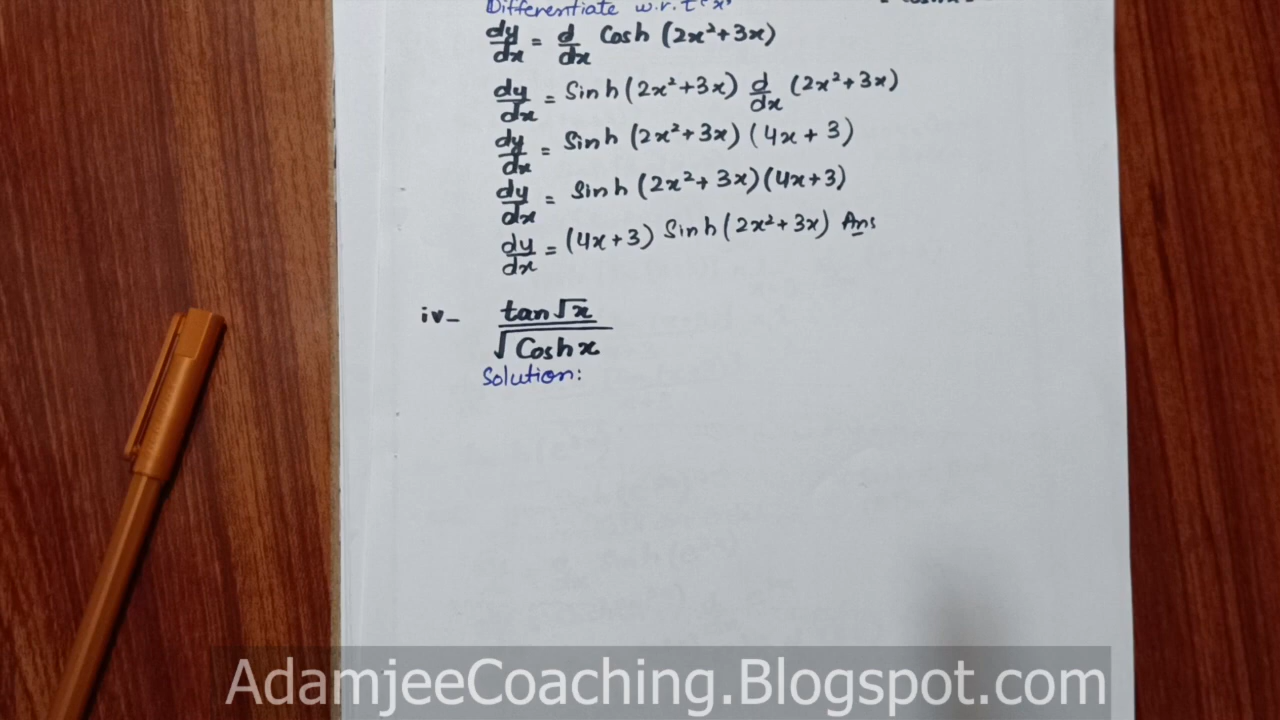 Differentiate w.r.t 'x'
dy/dx = d/dx Cosh (2x²+3x)
dy/dx = Sinh (2x²+3x) d/dx (2x²+3x)
dy/dx = Sinh (2x²+3x) (4x + 3)
dy/dx = Sinh (2x²+ 3x)(4x+3)
dy/dx = (4x+3) Sinh (2x²+3x) Ans
iv- tan√x / √Coshx
Solution:
AdamjeeCoaching.Blogspot.com